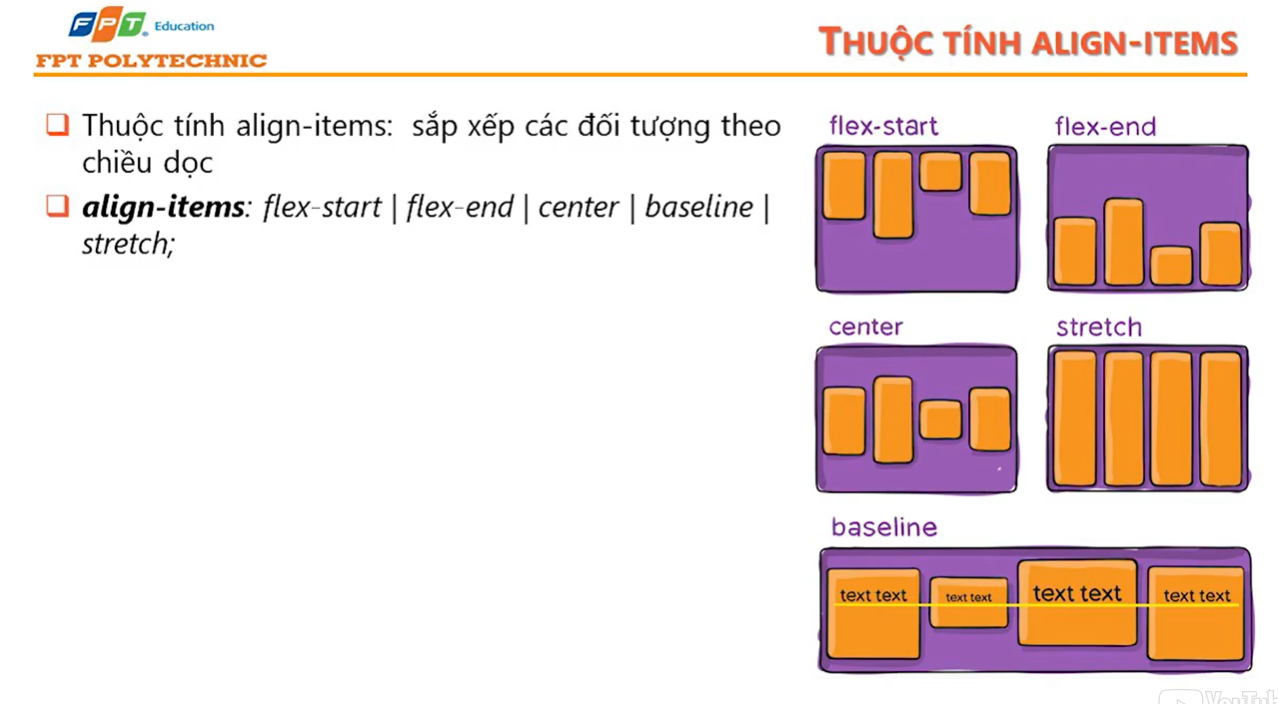 FPT Education
FPT POLYTECHNIC
THUỘC TÍNH ALIGN-ITEMS
Thuộc tính align-items: sắp xếp các đối tượng theo
chiều dọc
align-items: flex-start | flex-end | center | baseline |
stretch;
flex-start
flex-end
center
stretch
baseline
text text
text text
text text
text text
YouTub